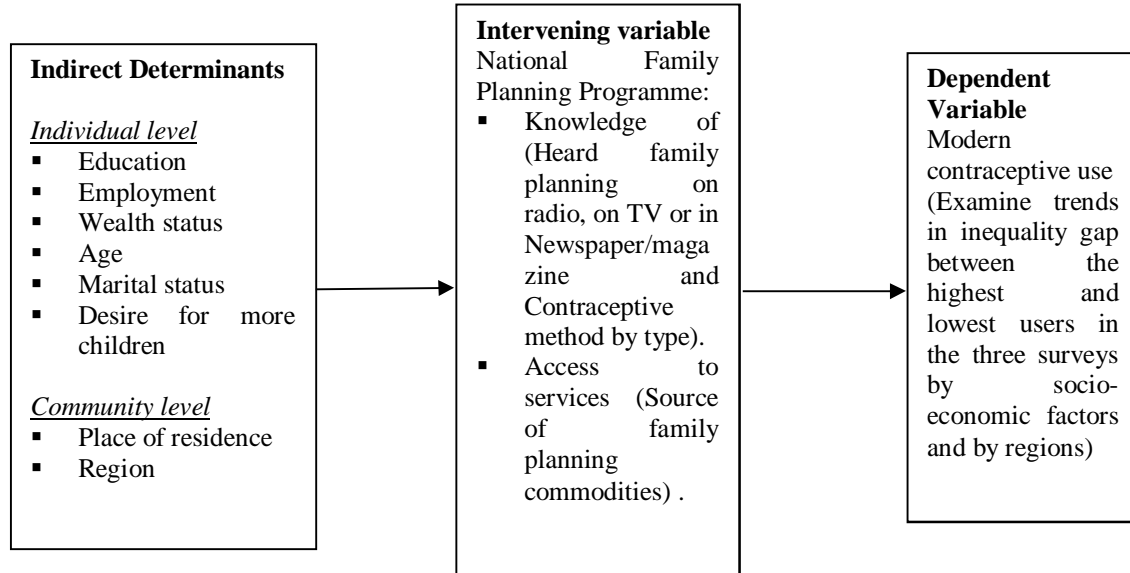 Indirect Determinants
Individual level
▪ Education
▪ Employment
▪ Wealth status
▪ Age
▪ Marital status
▪ Desire for more
children
Community level
▪ Place of residence
▪ Region
Intervening variable
National Family
Planning Programme:
▪ Knowledge of
(Heard family
planning on
radio, on TV or in
Newspaper/maga
zine and
Contraceptive
method by type).
▪ Access to
services (Source
of family
planning
commodities) .
Dependent
Variable
Modern
contraceptive use
(Examine trends
in inequality gap
between the
highest and
lowest users in
the three surveys
by socio-
economic factors
and by regions)